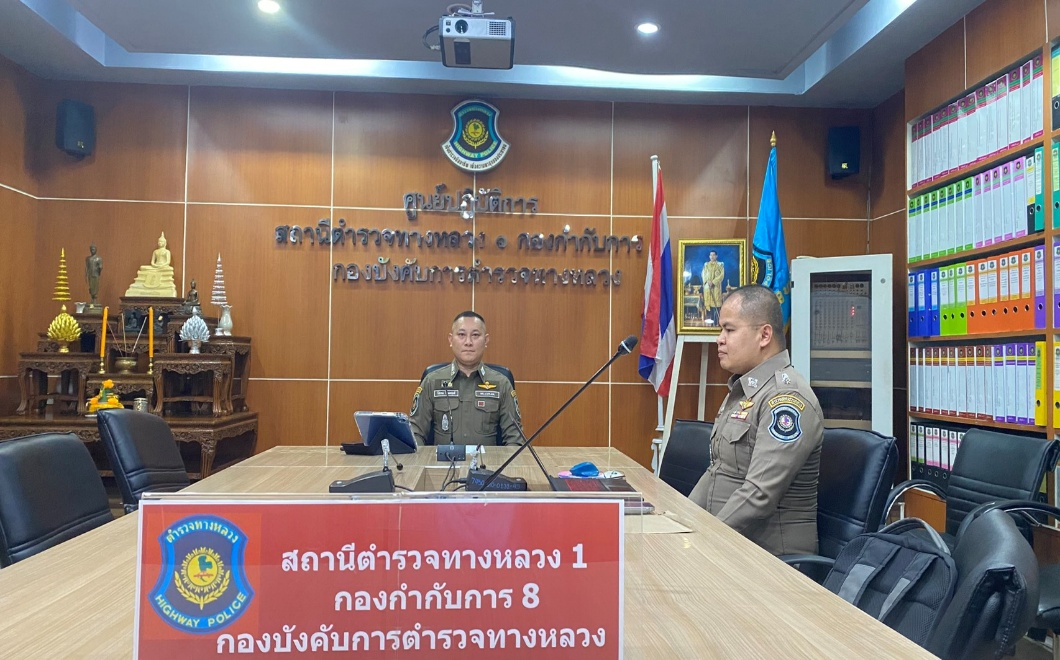 HIGHWAY POLICE
ศูนย์ปฏิบัติการ
สถานีตำรวจทางหลวง ๑ กองกำกับการ
กองบังคับการตำรวจทางหลวง
ตำรวจทางหลวง
HIGHWAY POLICE
สถานีตำรวจทางหลวง 1
กองกำกับการ 8
กองบังคับการตำรวจทางหลวง